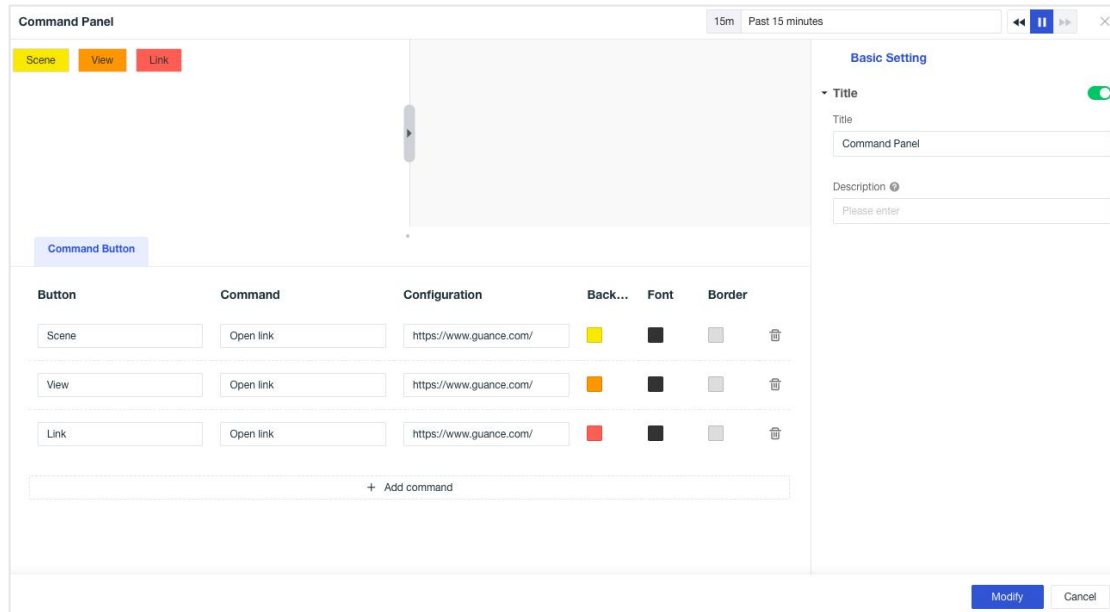 Command Panel
15m Past 15 minutes
Scene View Link
Basic Setting
Title
Title
Command Panel
Description
Please enter
Command Button
Button Command Configuration Back... Font Border
Scene Open link https://www.guance.com/
View Open link https://www.guance.com/
Link Open link https://www.guance.com/
+ Add command
Modify Cancel